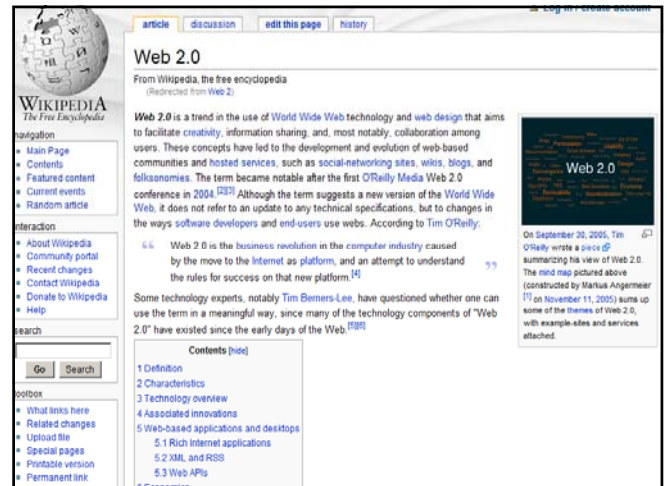 Log in / create account
article
discussion
edit this page
history
WIKIPEDIA
The Free Encyclopedia
navigation
Main Page
Contents
Featured content
Current events
Random article
interaction
About Wikipedia
Community portal
Recent changes
Contact Wikipedia
Donate to Wikipedia
Help
search
Go
Search
toolbox
What links here
Related changes
Upload file
Special pages
Printable version
Permanent link
Web 2.0
From Wikipedia, the free encyclopedia
(Redirected from Web 2)
Web 2.0 is a trend in the use of World Wide Web technology and web design that aims
to facilitate creativity, information sharing, and, most notably, collaboration among
users. These concepts have led to the development and evolution of web-based
communities and hosted services, such as social-networking sites, wikis, blogs, and
folksonomies. The term became notable after the first O'Reilly Media Web 2.0
conference in 2004.[2][3] Although the term suggests a new version of the World Wide
Web, it does not refer to an update to any technical specifications, but to changes in
the ways software developers and end-users use webs. According to Tim O'Reilly:
“ Web 2.0 is the business revolution in the computer industry caused
by the move to the Internet as platform, and an attempt to understand
the rules for success on that new platform.[4] ”
Some technology experts, notably Tim Berners-Lee, have questioned whether one can
use the term in a meaningful way, since many of the technology components of "Web
2.0" have existed since the early days of the Web.[5][6]
Contents [hide]
1 Definition
2 Characteristics
3 Technology overview
4 Associated innovations
5 Web-based applications and desktops
5.1 Rich Internet applications
5.2 XML and RSS
5.3 Web APIs
6 Economics
Web 2.0
On September 30, 2005, Tim
O'Reilly wrote a piece
summarizing his view of Web 2.0.
The mind map pictured above
(constructed by Markus Angermeier
[1] on November 11, 2005) sums up
some of the themes of Web 2.0,
with example-sites and services
attached.